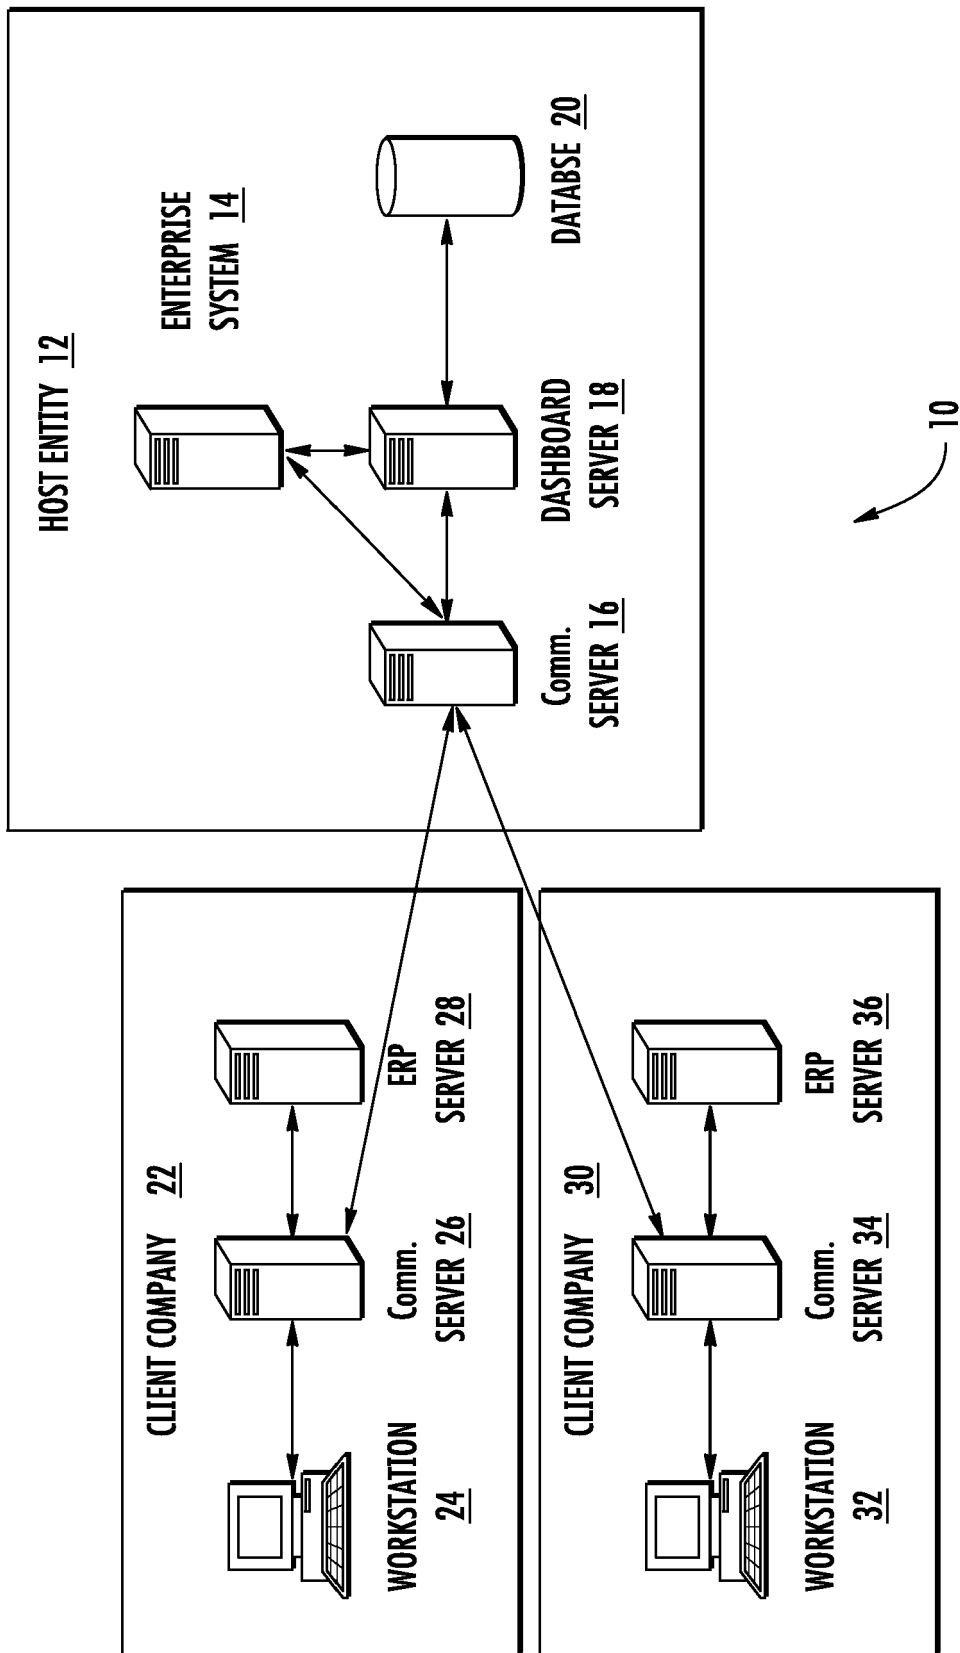 HOST ENTITY 12
ENTERPRISE
SYSTEM 14
Comm.
SERVER 16
DASHBOARD
SERVER 18
DATABSE 20
CLIENT COMPANY 22
WORKSTATION
24
Comm.
SERVER 26
ERP
SERVER 28
CLIENT COMPANY 30
WORKSTATION
32
Comm.
SERVER 34
ERP
SERVER 36
10